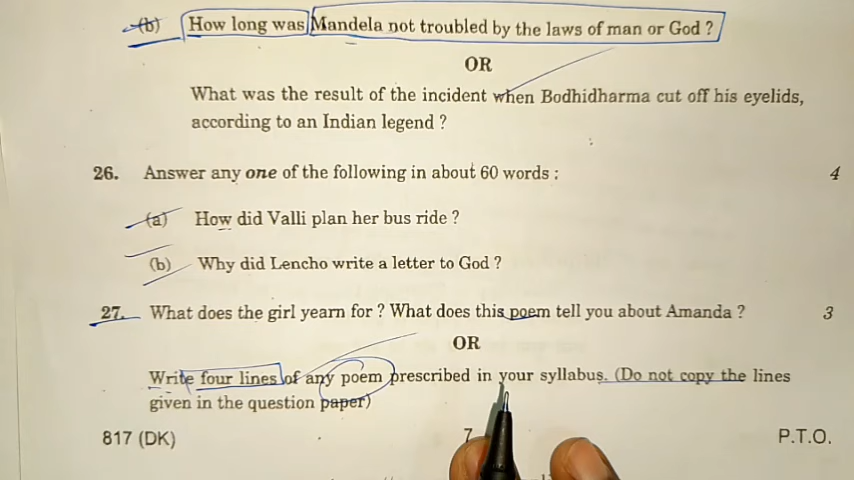 (b) How long was Mandela not troubled by the laws of man or God ?
OR
What was the result of the incident when Bodhidharma cut off his eyelids,
according to an Indian legend ?
26. Answer any one of the following in about 60 words : 4
(a) How did Valli plan her bus ride ?
(b) Why did Lencho write a letter to God ?
27. What does the girl yearn for ? What does this poem tell you about Amanda ? 3
OR
Write four lines of any poem prescribed in your syllabus. (Do not copy the lines
given in the question paper)
817 (DK) 7 P.T.O.